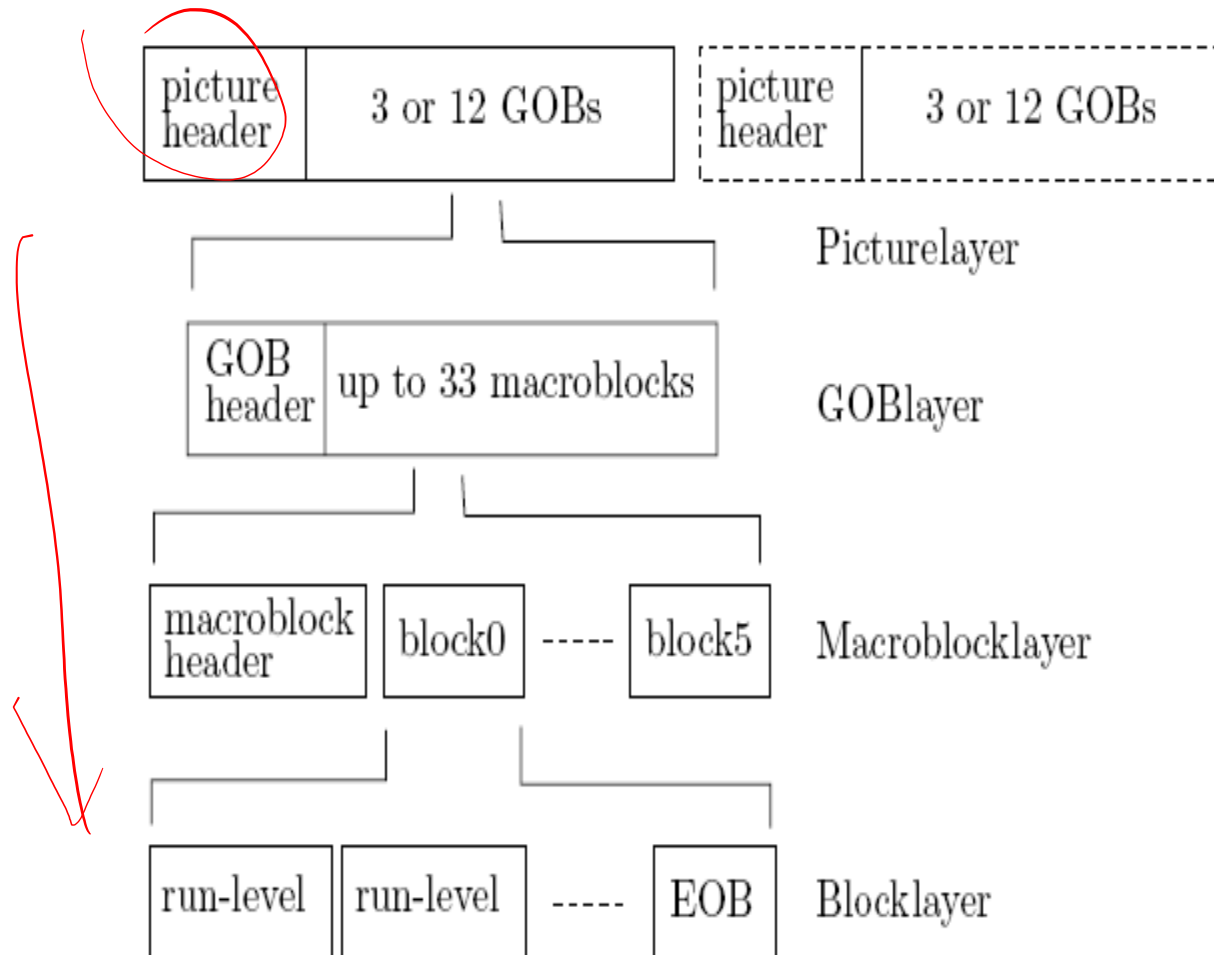 picture
header
3 or 12 GOBs
picture
header
3 or 12 GOBs
Picturelayer
GOB
header
up to 33 macroblocks
GOBlayer
macroblock
header
block0
block5
Macroblocklayer
run-level
run-level
EOB
Blocklayer